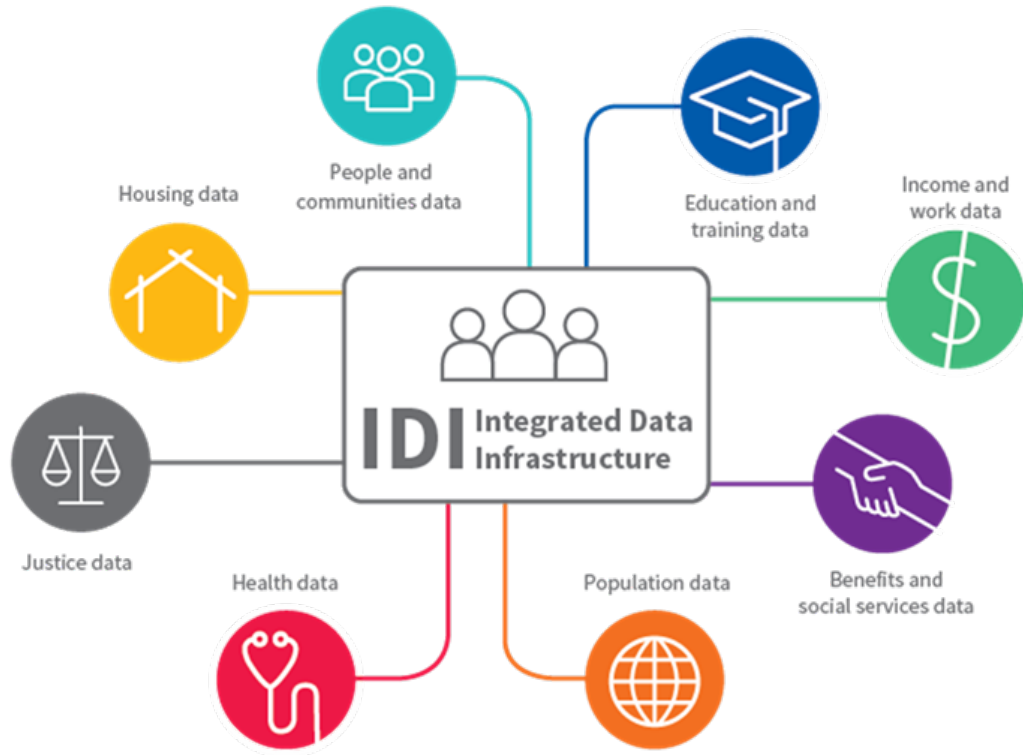 People and
communities data
Education and
training data
Housing data
Income and
work data
IDI
Integrated Data
Infrastructure
Justice data
Benefits and
social services data
Health data
Population data